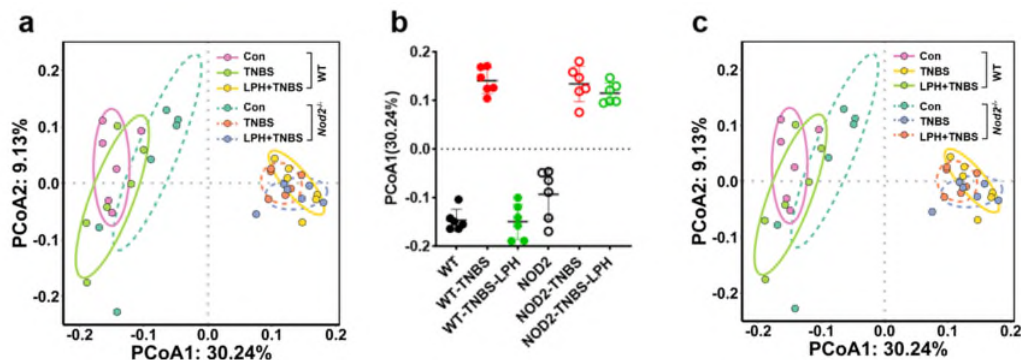 a
PCoA2: 9.13%
0.2
0.1
0.0
-0.1
-0.2
-0.2
-0.1
0.0
0.1
0.2
PCoA1: 30.24%
Con
TNBS
LPH+TNBS
WT
Con
TNBS
LPH+TNBS
Nod2-/-
b
PCoA1(30.24%)
0.2
0.1
0.0
-0.1
-0.2
WT
WT-TNBS
WT-TNBS-LPH
NOD2
NOD2-TNBS
NOD2-TNBS-LPH
c
PCoA2: 9.13%
0.2
0.1
0.0
-0.1
-0.2
-0.2
-0.1
0.0
0.1
0.2
PCoA1: 30.24%
Con
TNBS
LPH+TNBS
WT
Con
TNBS
LPH+TNBS
Nod2-/-